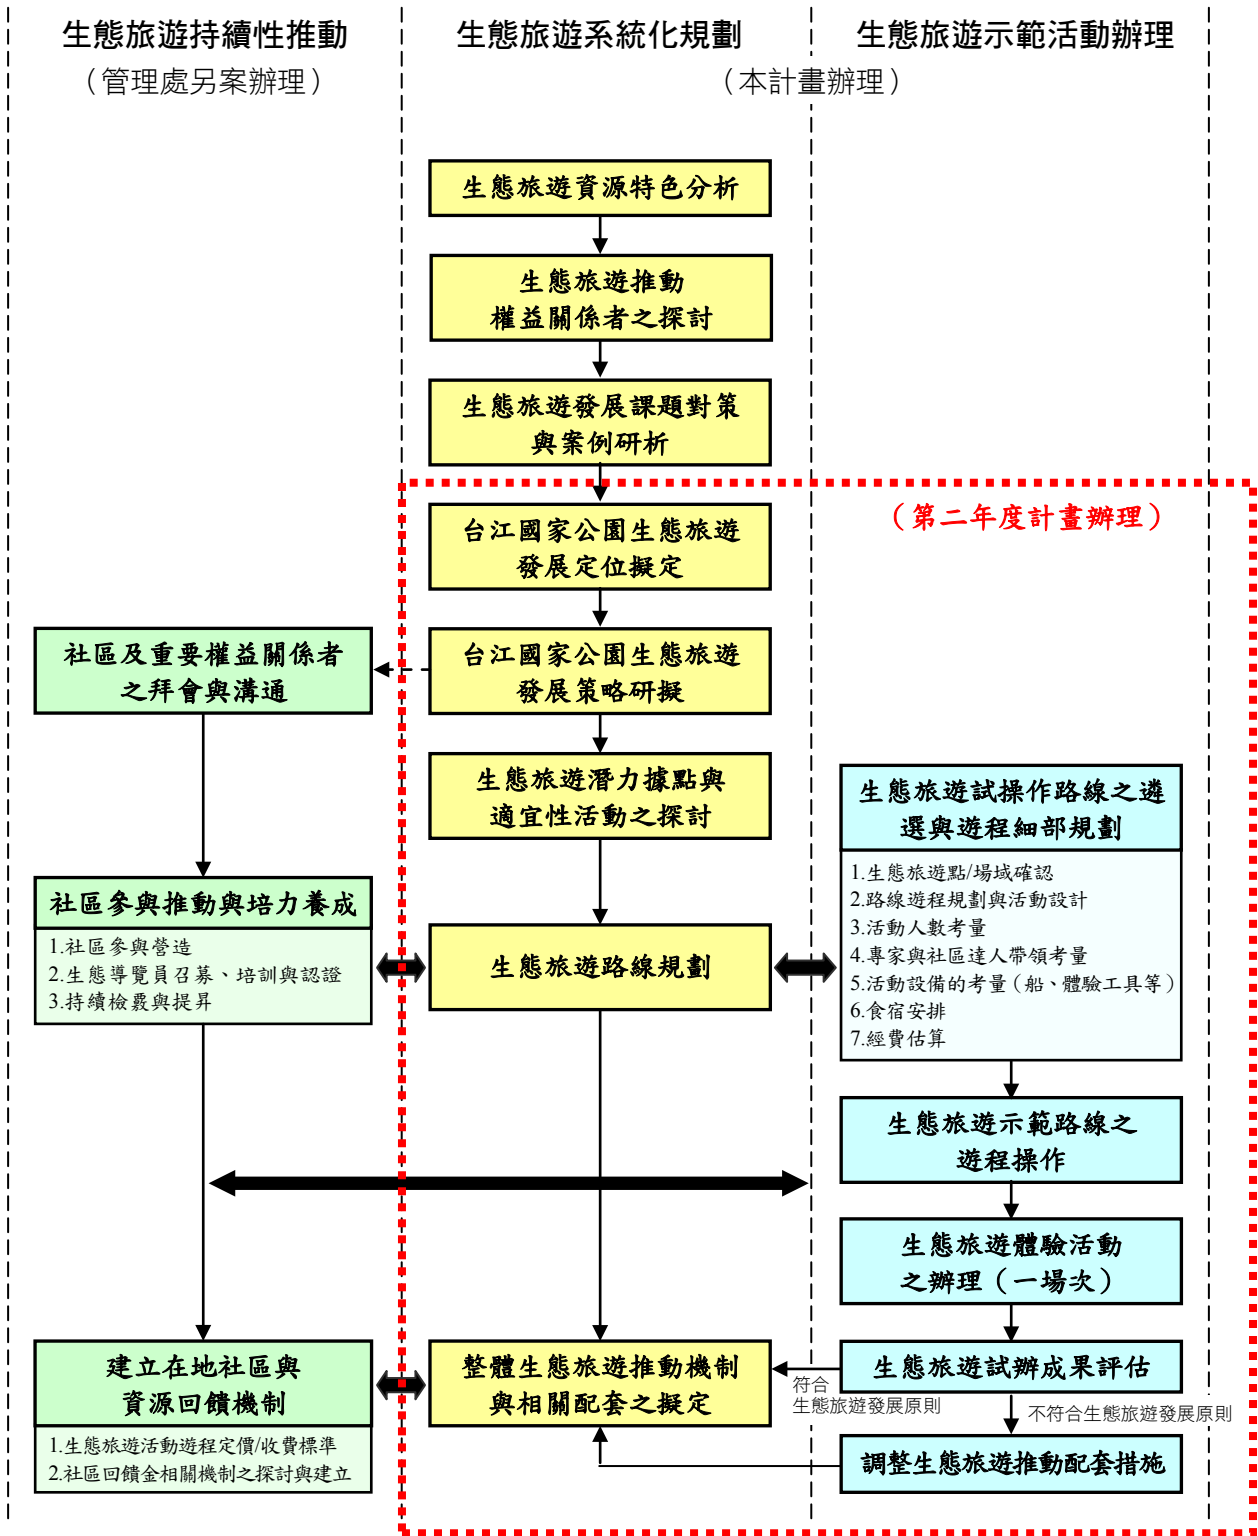 生態旅遊持續性推動
（管理處另案辦理）
生態旅遊系統化規劃
生態旅遊示範活動辦理
（本計畫辦理）
生態旅遊資源特色分析
生態旅遊推動
權益關係者之探討
生態旅遊發展課題對策
與案例研析
（第二年度計畫辦理）
台江國家公園生態旅遊
發展定位擬定
社區及重要權益關係者
之拜會與溝通
台江國家公園生態旅遊
發展策略研擬
生態旅遊潛力據點與
適宜性活動之探討
生態旅遊試操作路線之遴
選與遊程細部規劃
1.生態旅遊點/場域確認
2.路線遊程規劃與活動設計
3.活動人數考量
4.專家與社區達人帶領考量
5.活動設備的考量（船、體驗工具等）
6.食宿安排
7.經費估算
社區參與推動與培力養成
1.社區參與營造
2.生態導覽員召募、培訓與認證
3.持續檢覈與提昇
生態旅遊路線規劃
生態旅遊示範路線之
遊程操作
生態旅遊體驗活動
之辦理（一場次）
建立在地社區與
資源回饋機制
1.生態旅遊活動遊程定價/收費標準
2.社區回饋金相關機制之探討與建立
整體生態旅遊推動機制
與相關配套之擬定
生態旅遊試辦成果評估
符合
生態旅遊發展原則
不符合生態旅遊發展原則
調整生態旅遊推動配套措施